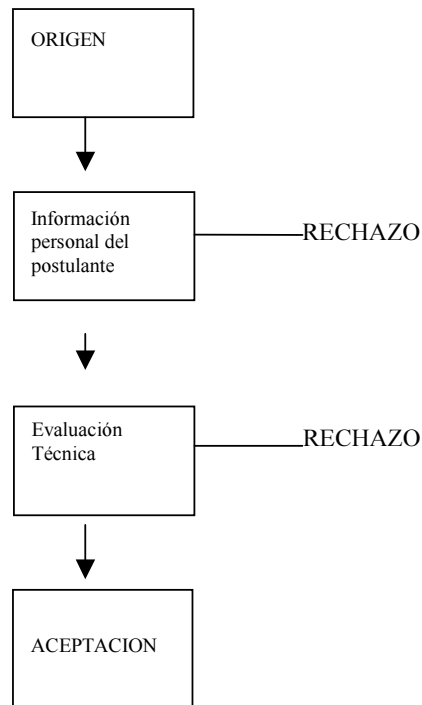 ORIGEN
Información
personal del
postulante
RECHAZO
Evaluación
Técnica
RECHAZO
ACEPTACION